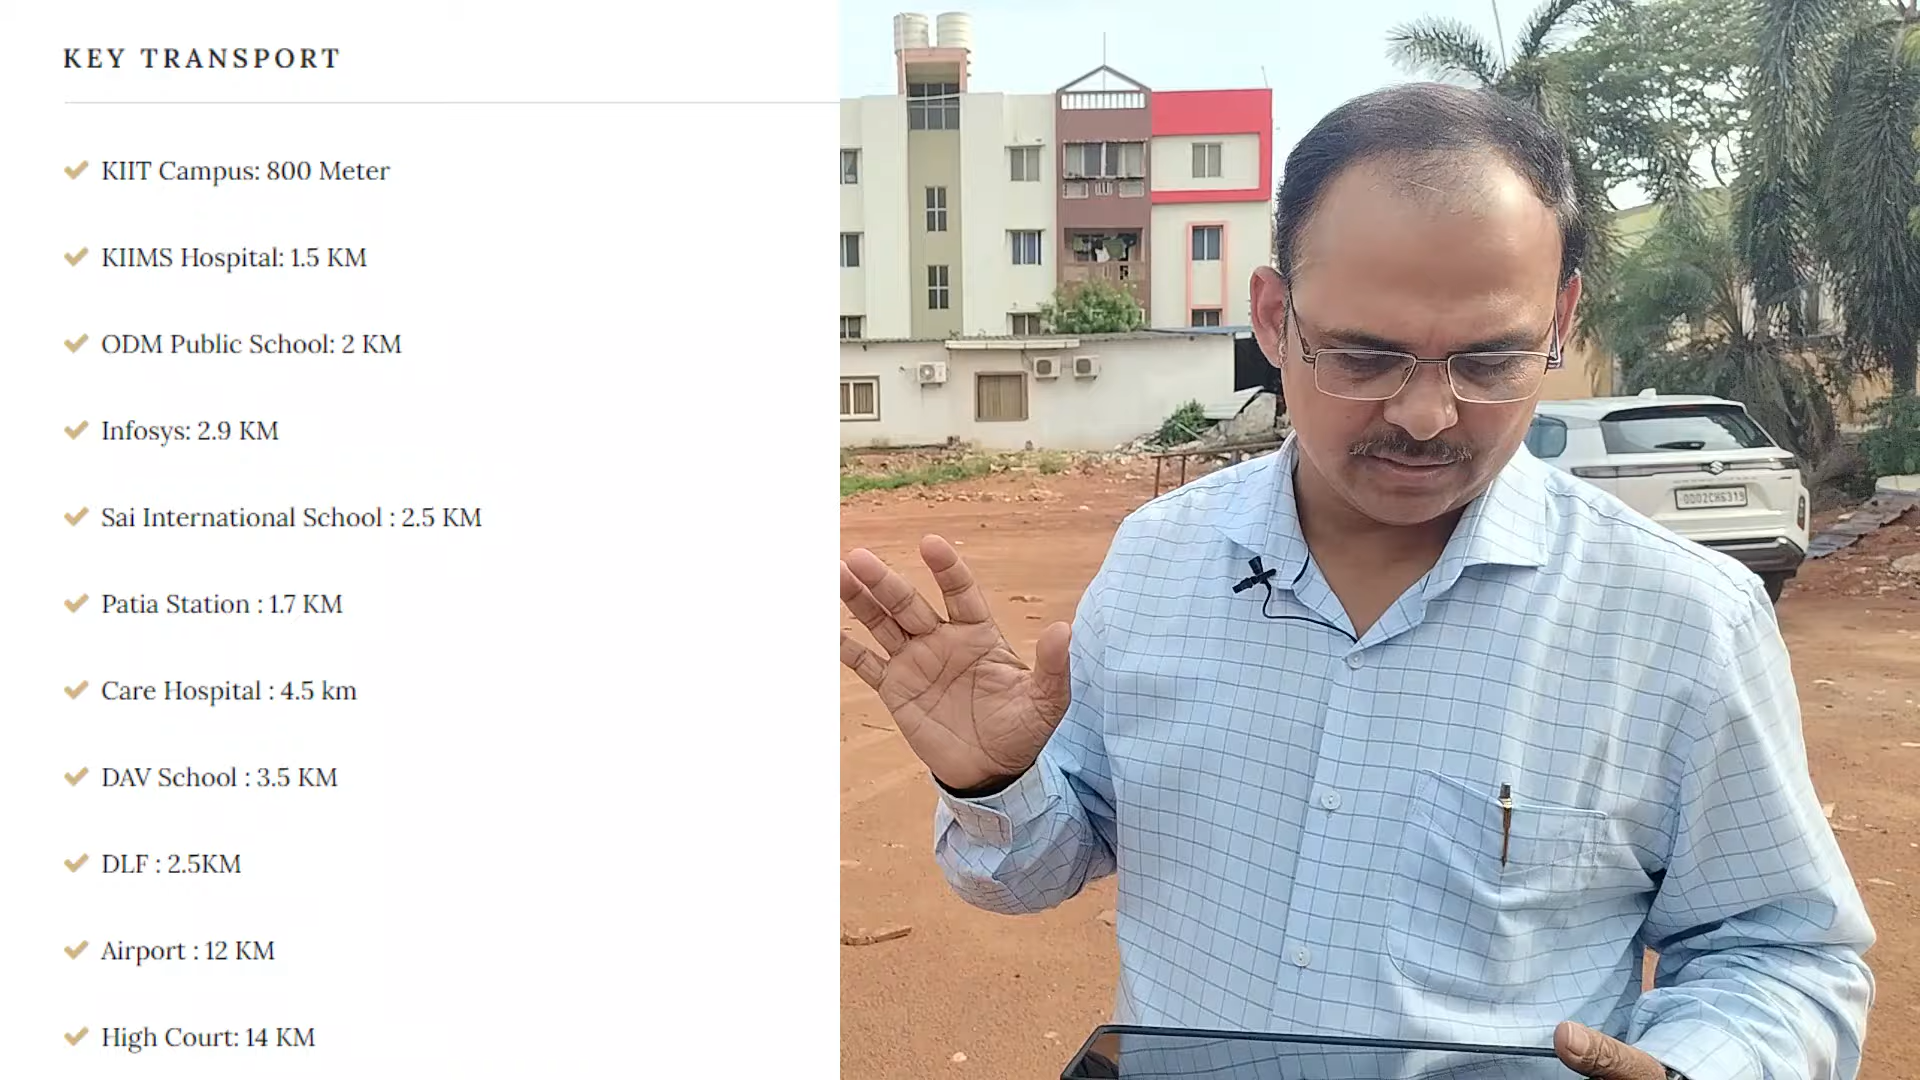 KEY TRANSPORT
KIIT Campus: 800 Meter
KIIMS Hospital: 1.5 KM
ODM Public School: 2 KM
Infosys: 2.9 KM
Sai International School : 2.5 KM
Patia Station : 1.7 KM
Care Hospital : 4.5 km
DAV School : 3.5 KM
DLF : 2.5KM
Airport : 12 KM
High Court: 14 KM
OD02CH6319